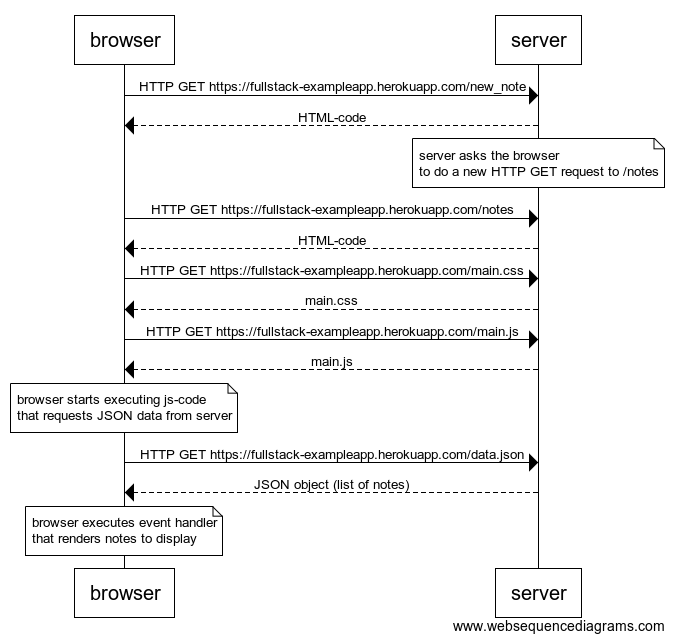 browser
server
HTTP GET https://fullstack-exampleapp.herokuapp.com/new_note
HTML-code
server asks the browser
to do a new HTTP GET request to /notes
HTTP GET https://fullstack-exampleapp.herokuapp.com/notes
HTML-code
HTTP GET https://fullstack-exampleapp.herokuapp.com/main.css
main.css
HTTP GET https://fullstack-exampleapp.herokuapp.com/main.js
main.js
browser starts executing js-code
that requests JSON data from server
HTTP GET https://fullstack-exampleapp.herokuapp.com/data.json
JSON object (list of notes)
browser executes event handler
that renders notes to display
browser
server
www.websequencediagrams.com